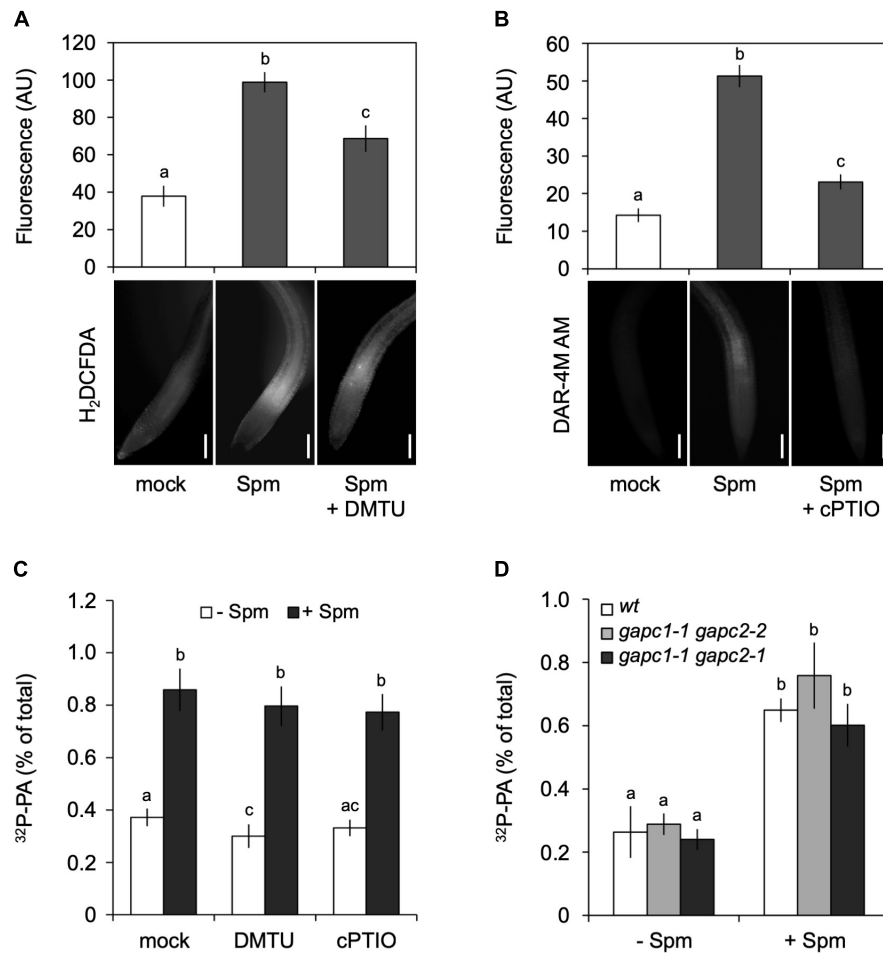 A
Fluorescence (AU)
120
100
80
60
40
20
0
a
b
c
H₂DCFDA
mock
Spm
Spm
+ DMTU
B
Fluorescence (AU)
60
50
40
30
20
10
0
a
b
c
DAR-4M AM
mock
Spm
Spm
+ cPTIO
C
³²P-PA (% of total)
1.2
1.0
0.8
0.6
0.4
0.2
0
- Spm + Spm
a
b
c
b
ac
b
mock
DMTU
cPTIO
D
³²P-PA (% of total)
1.0
0.8
0.6
0.4
0.2
0
wt
gapc1-1 gapc2-2
gapc1-1 gapc2-1
a
a
a
b
b
b
- Spm
+ Spm